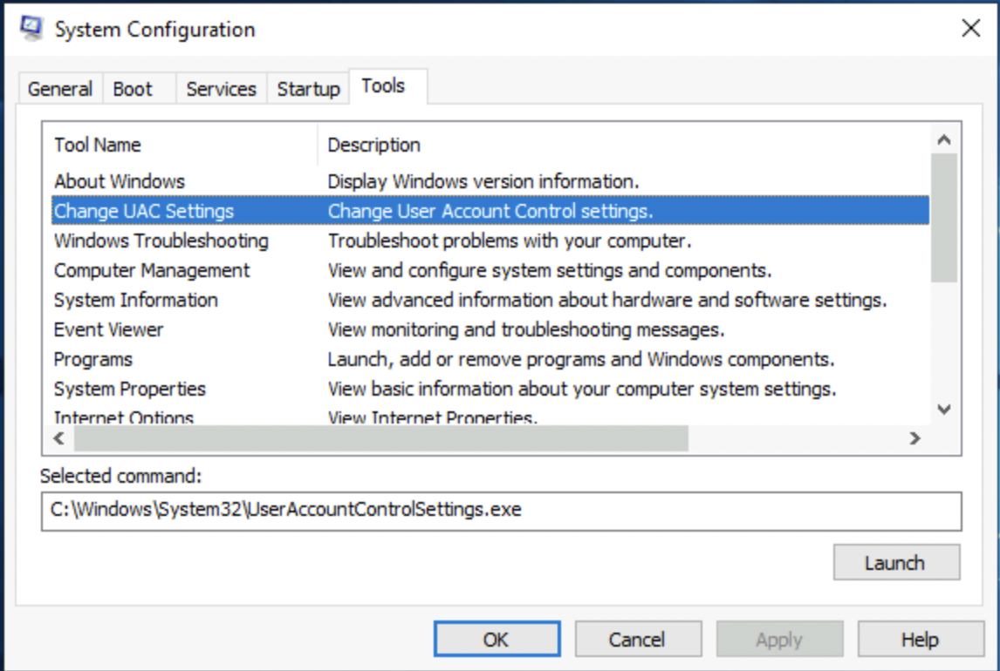 System Configuration
General Boot Services Startup Tools
Tool Name Description
About Windows Display Windows version information.
Change UAC Settings Change User Account Control settings.
Windows Troubleshooting Troubleshoot problems with your computer.
Computer Management View and configure system settings and components.
System Information View advanced information about hardware and software settings.
Event Viewer View monitoring and troubleshooting messages.
Programs Launch, add or remove programs and Windows components.
System Properties View basic information about your computer system settings.
Internet Options View Internet Properties.
Selected command:
C:\Windows\System32\UserAccountControlSettings.exe
Launch
OK Cancel Apply Help